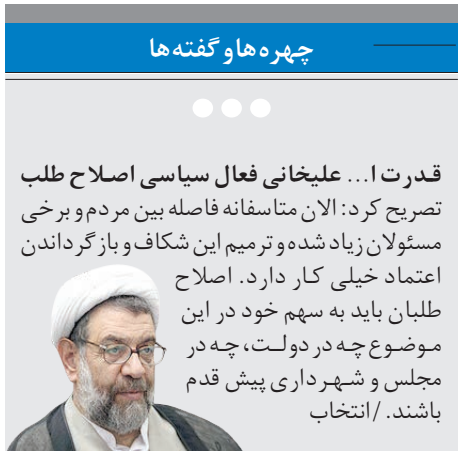 چهره‌ها و گفته‌ها
قدرت ا... علیخانی فعال سیاسی اصلاح طلب
تصریح کرد: الان متاسفانه فاصله بین مردم و برخی
مسئولان زیاد شده و ترمیم این شکاف و باز گرداندن
اعتماد خیلی کار دارد. اصلاح
طلبان باید به سهم خود در این
موضوع چه در دولت، چه در
مجلس و شهرداری پیش قدم
باشند. /انتخاب